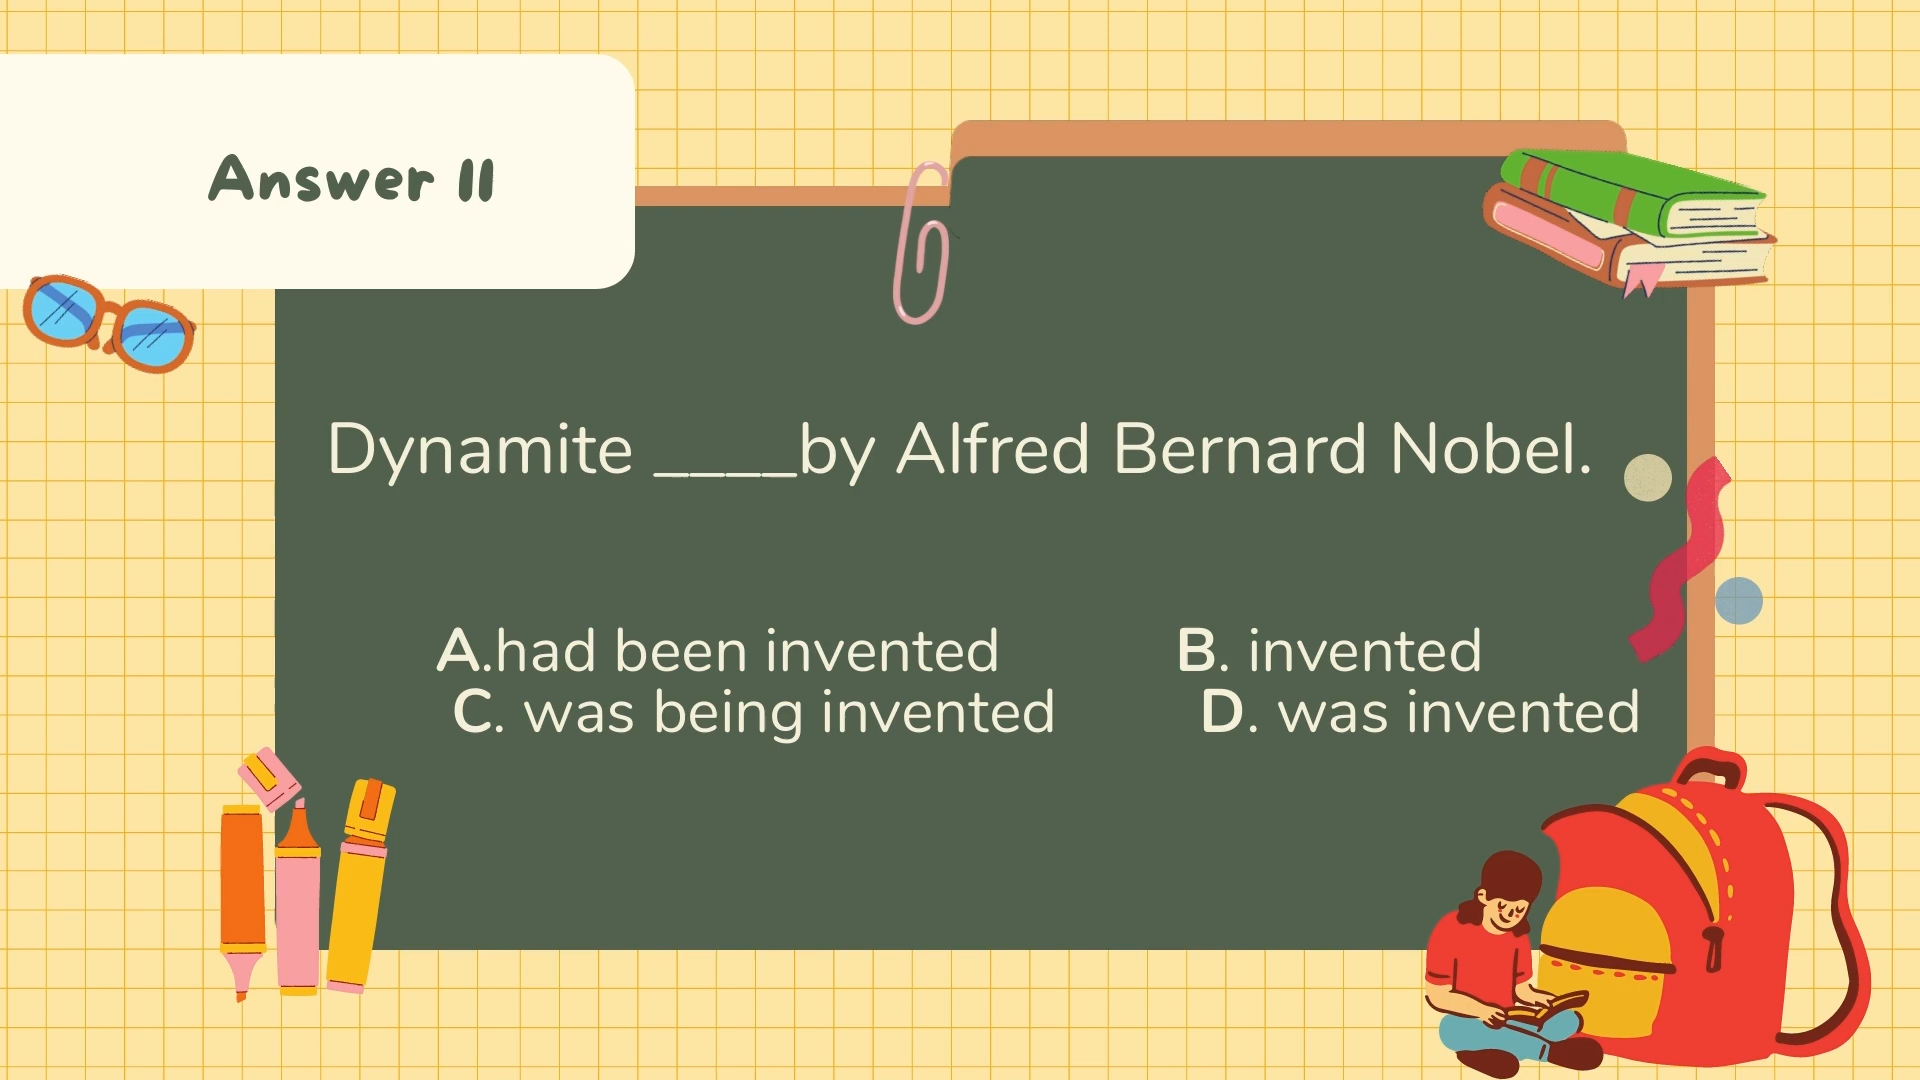 Answer 11
Dynamite ____by Alfred Bernard Nobel.
A.had been invented B. invented
C. was being invented D. was invented